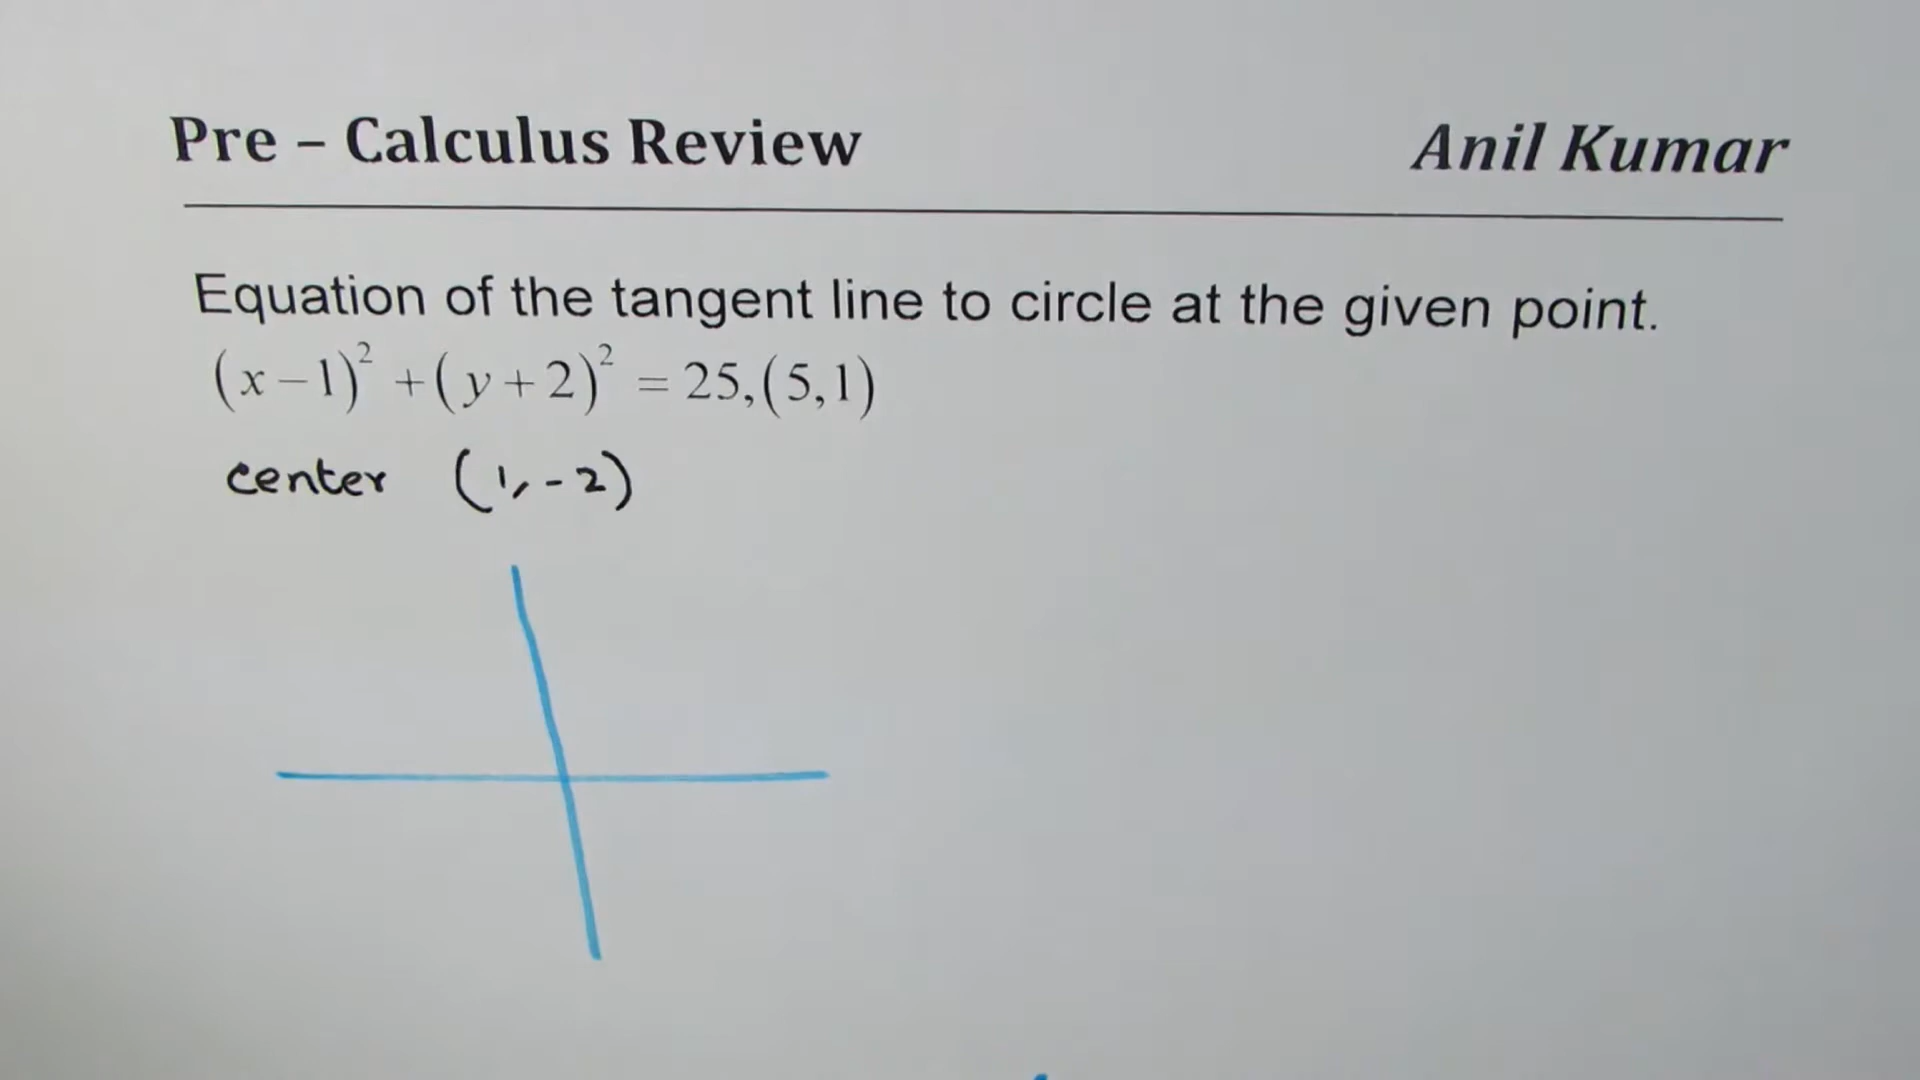 Pre – Calculus Review
Anil Kumar
Equation of the tangent line to circle at the given point.
(x – 1)² + (y + 2)² = 25, (5, 1)
center (1, -2)